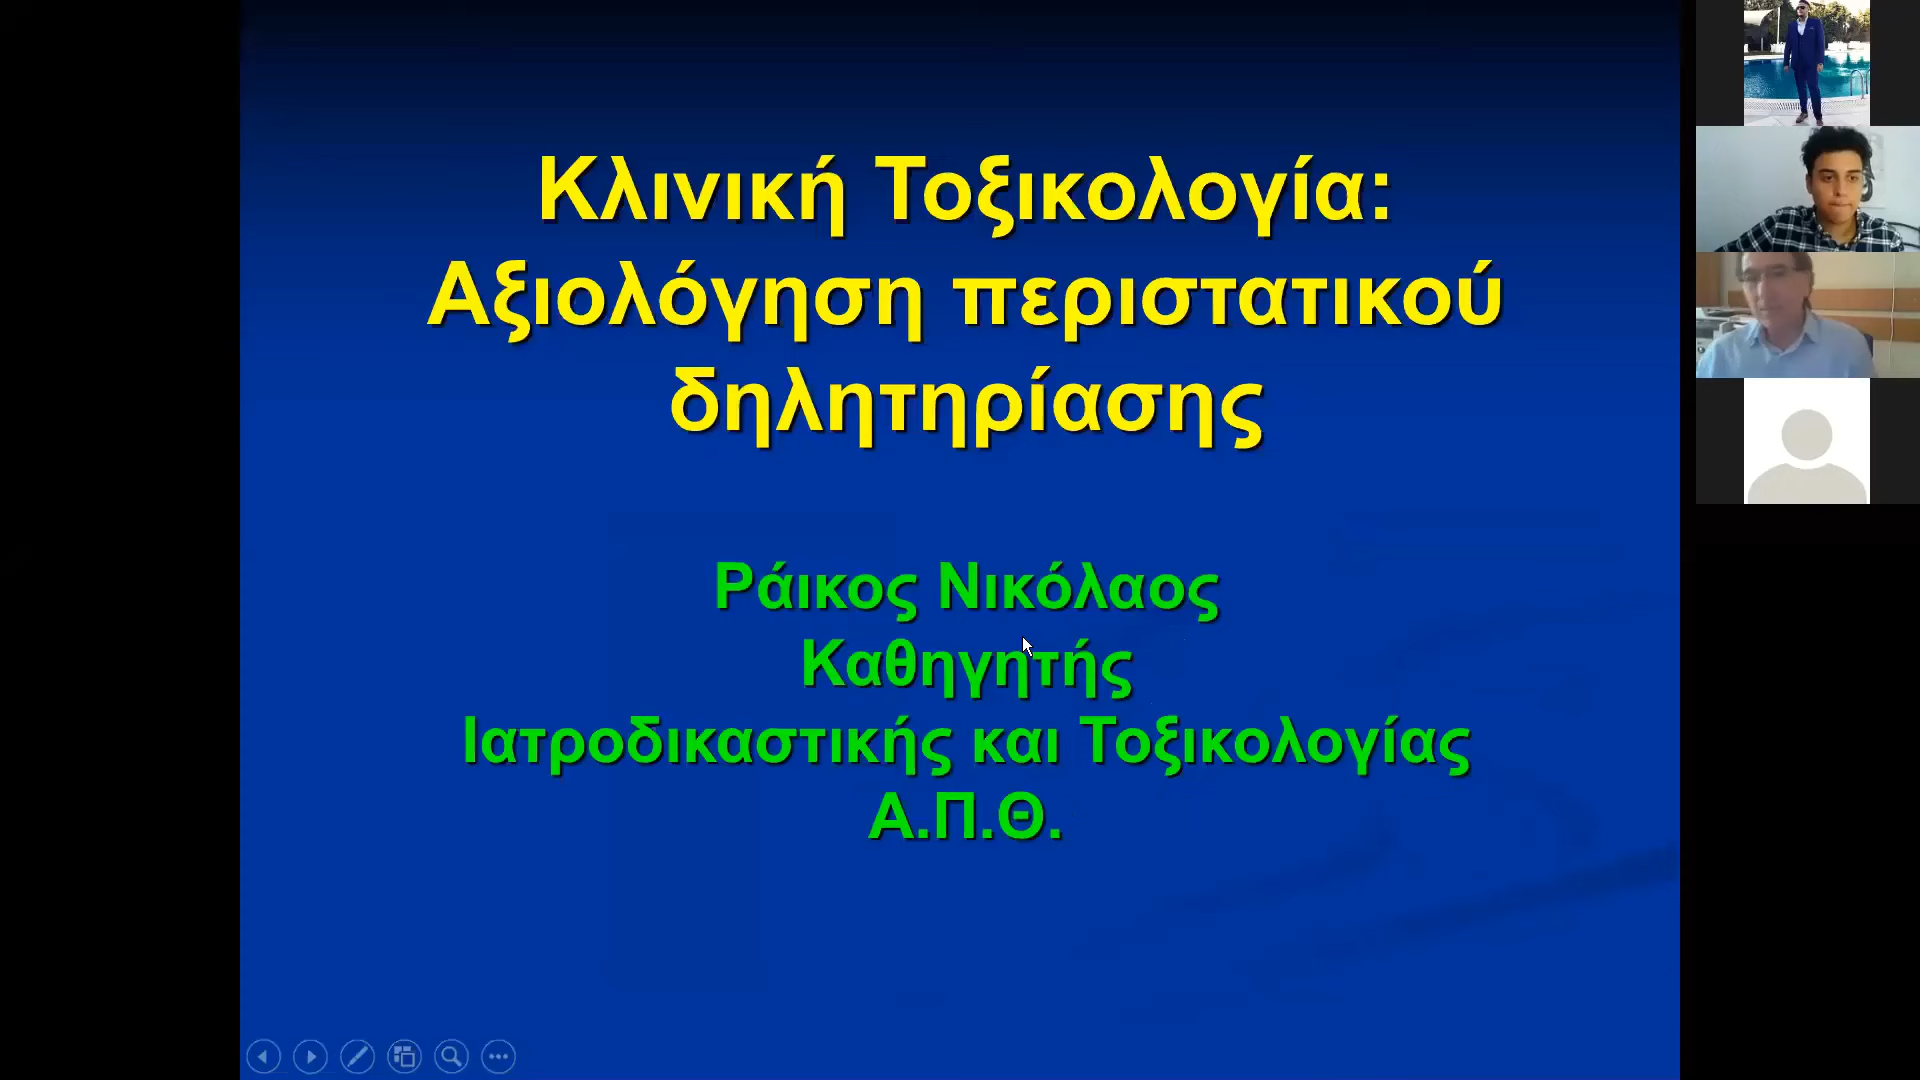 Κλινική Τοξικολογία:
Αξιολόγηση περιστατικού
δηλητηρίασης
Ράικος Νικόλαος
Καθηγητής
Ιατροδικαστικής και Τοξικολογίας
Α.Π.Θ.